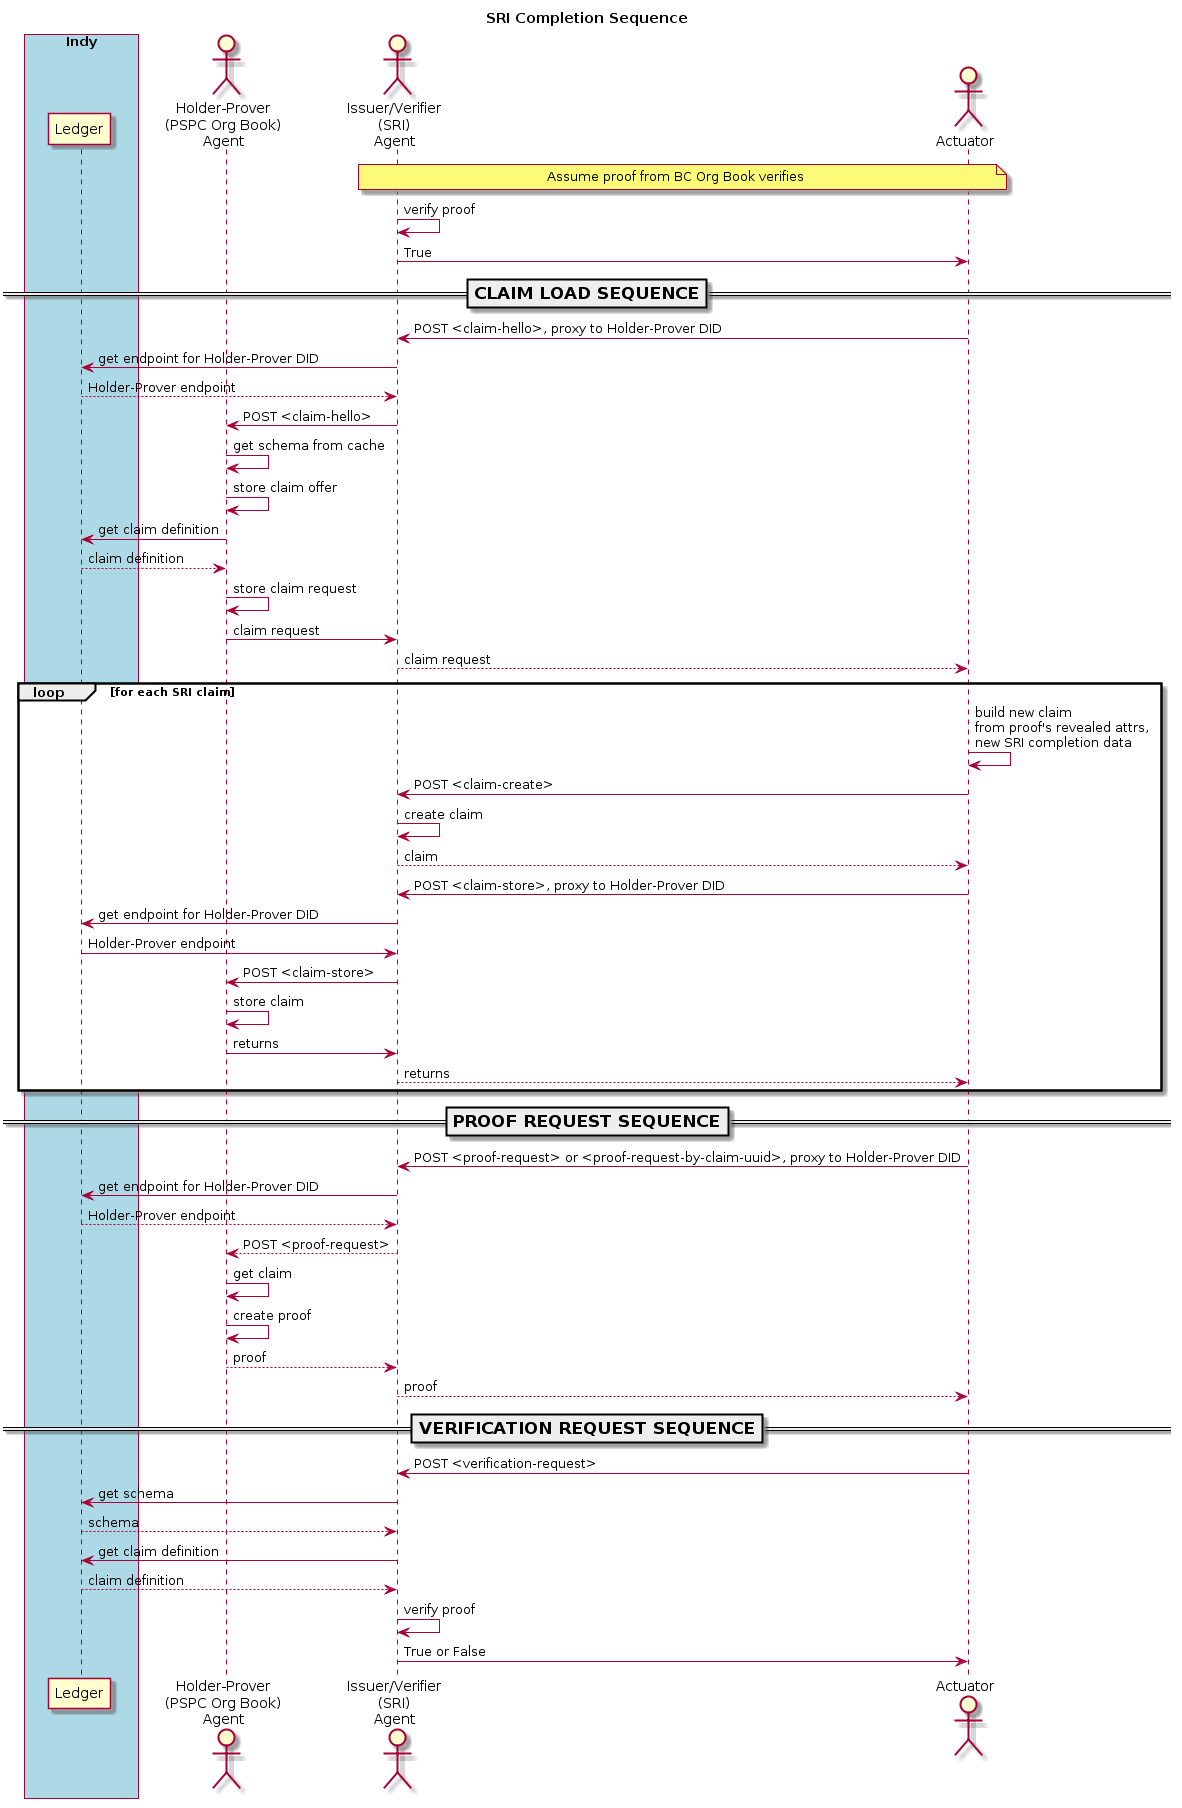 SRI Completion Sequence
Indy
Ledger
Holder-Prover
(PSPC Org Book)
Agent
Issuer/Verifier
(SRI)
Agent
Actuator
Assume proof from BC Org Book verifies
verify proof
True
CLAIM LOAD SEQUENCE
POST <claim-hello>, proxy to Holder-Prover DID
get endpoint for Holder-Prover DID
Holder-Prover endpoint
POST <claim-hello>
get schema from cache
store claim offer
get claim definition
claim definition
store claim request
claim request
claim request
loop
[for each SRI claim]
build new claim
from proof's revealed attrs,
new SRI completion data
POST <claim-create>
create claim
claim
POST <claim-store>, proxy to Holder-Prover DID
get endpoint for Holder-Prover DID
Holder-Prover endpoint
POST <claim-store>
store claim
returns
returns
PROOF REQUEST SEQUENCE
POST <proof-request> or <proof-request-by-claim-uuid>, proxy to Holder-Prover DID
get endpoint for Holder-Prover DID
Holder-Prover endpoint
POST <proof-request>
get claim
create proof
proof
proof
VERIFICATION REQUEST SEQUENCE
POST <verification-request>
get schema
schema
get claim definition
claim definition
verify proof
True or False
Ledger
Holder-Prover
(PSPC Org Book)
Agent
Issuer/Verifier
(SRI)
Agent
Actuator